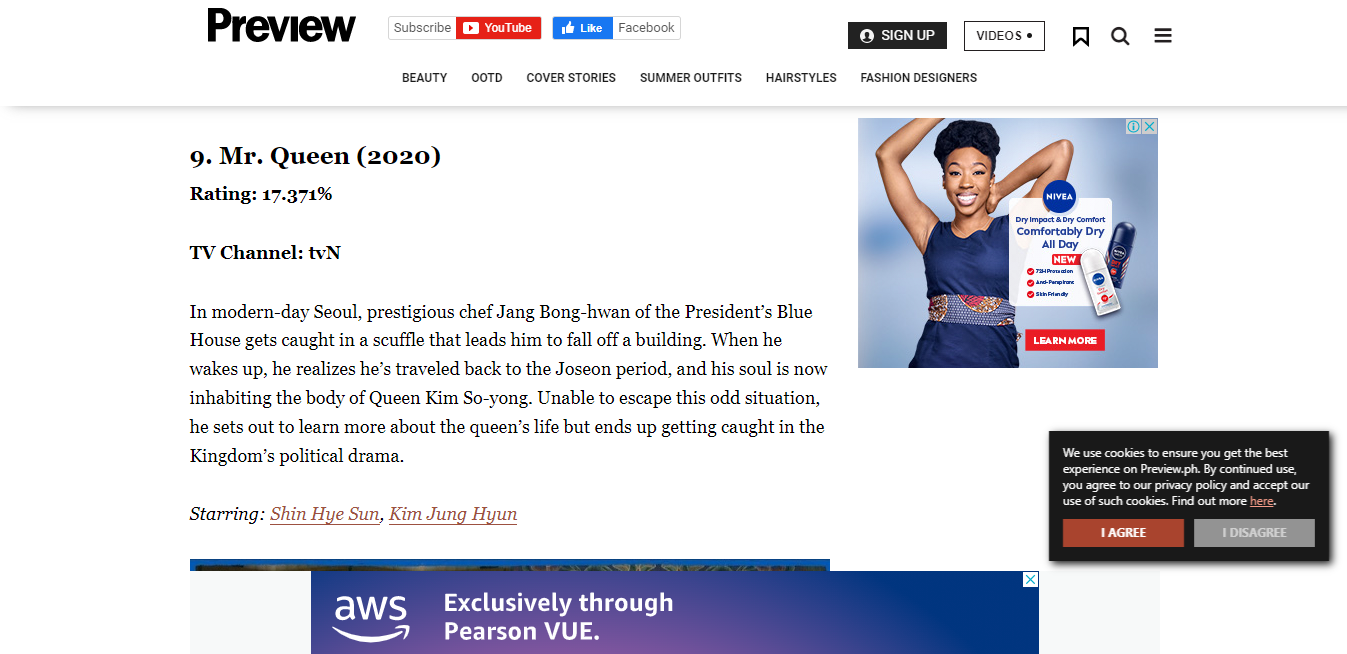 Preview
Subscribe YouTube
Like Facebook
SIGN UP
VIDEOS •
BEAUTY OOTD COVER STORIES SUMMER OUTFITS HAIRSTYLES FASHION DESIGNERS
9. Mr. Queen (2020)
Rating: 17.371%
TV Channel: tvN
In modern-day Seoul, prestigious chef Jang Bong-hwan of the President’s Blue
House gets caught in a scuffle that leads him to fall off a building. When he
wakes up, he realizes he’s traveled back to the Joseon period, and his soul is now
inhabiting the body of Queen Kim So-yong. Unable to escape this odd situation,
he sets out to learn more about the queen’s life but ends up getting caught in the
Kingdom’s political drama.
Starring: Shin Hye Sun, Kim Jung Hyun
NIVEA
Dry Impact & Dry Comfort
Comfortably Dry
All Day
NEW
72H Protection
Anti-Perspirant
Skin Friendly
LEARN MORE
We use cookies to ensure you get the best
experience on Preview.ph. By continued use,
you agree to our privacy policy and accept our
use of such cookies. Find out more here.
I AGREE I DISAGREE
aws
Exclusively through
Pearson VUE.